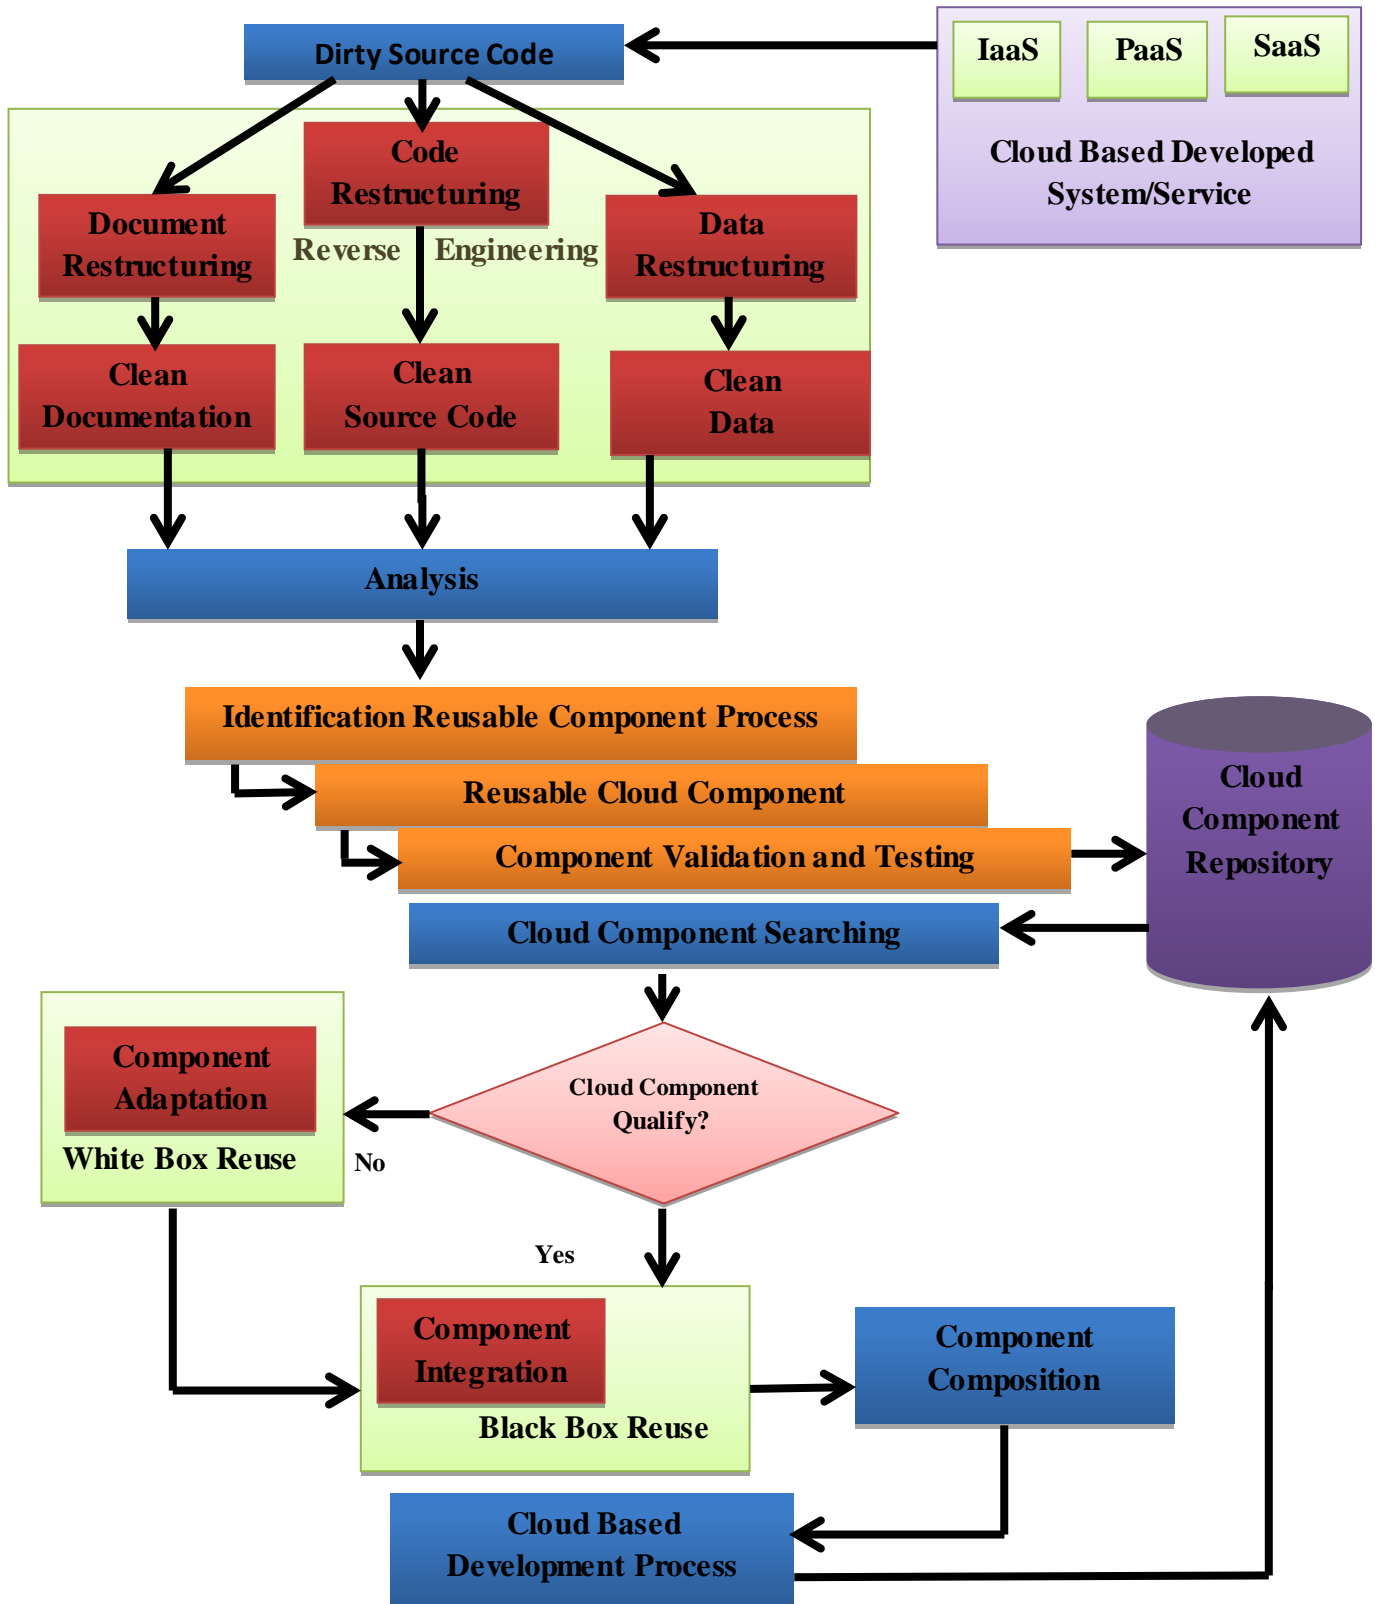 Dirty Source Code
IaaS
PaaS
SaaS
Cloud Based Developed
System/Service
Code
Restructuring
Document
Restructuring
Reverse Engineering
Data
Restructuring
Clean
Documentation
Clean
Source Code
Clean
Data
Analysis
Identification Reusable Component Process
Reusable Cloud Component
Component Validation and Testing
Cloud
Component
Repository
Cloud Component Searching
Component
Adaptation
White Box Reuse
Cloud Component
Qualify?
No
Yes
Component
Integration
Black Box Reuse
Component
Composition
Cloud Based
Development Process